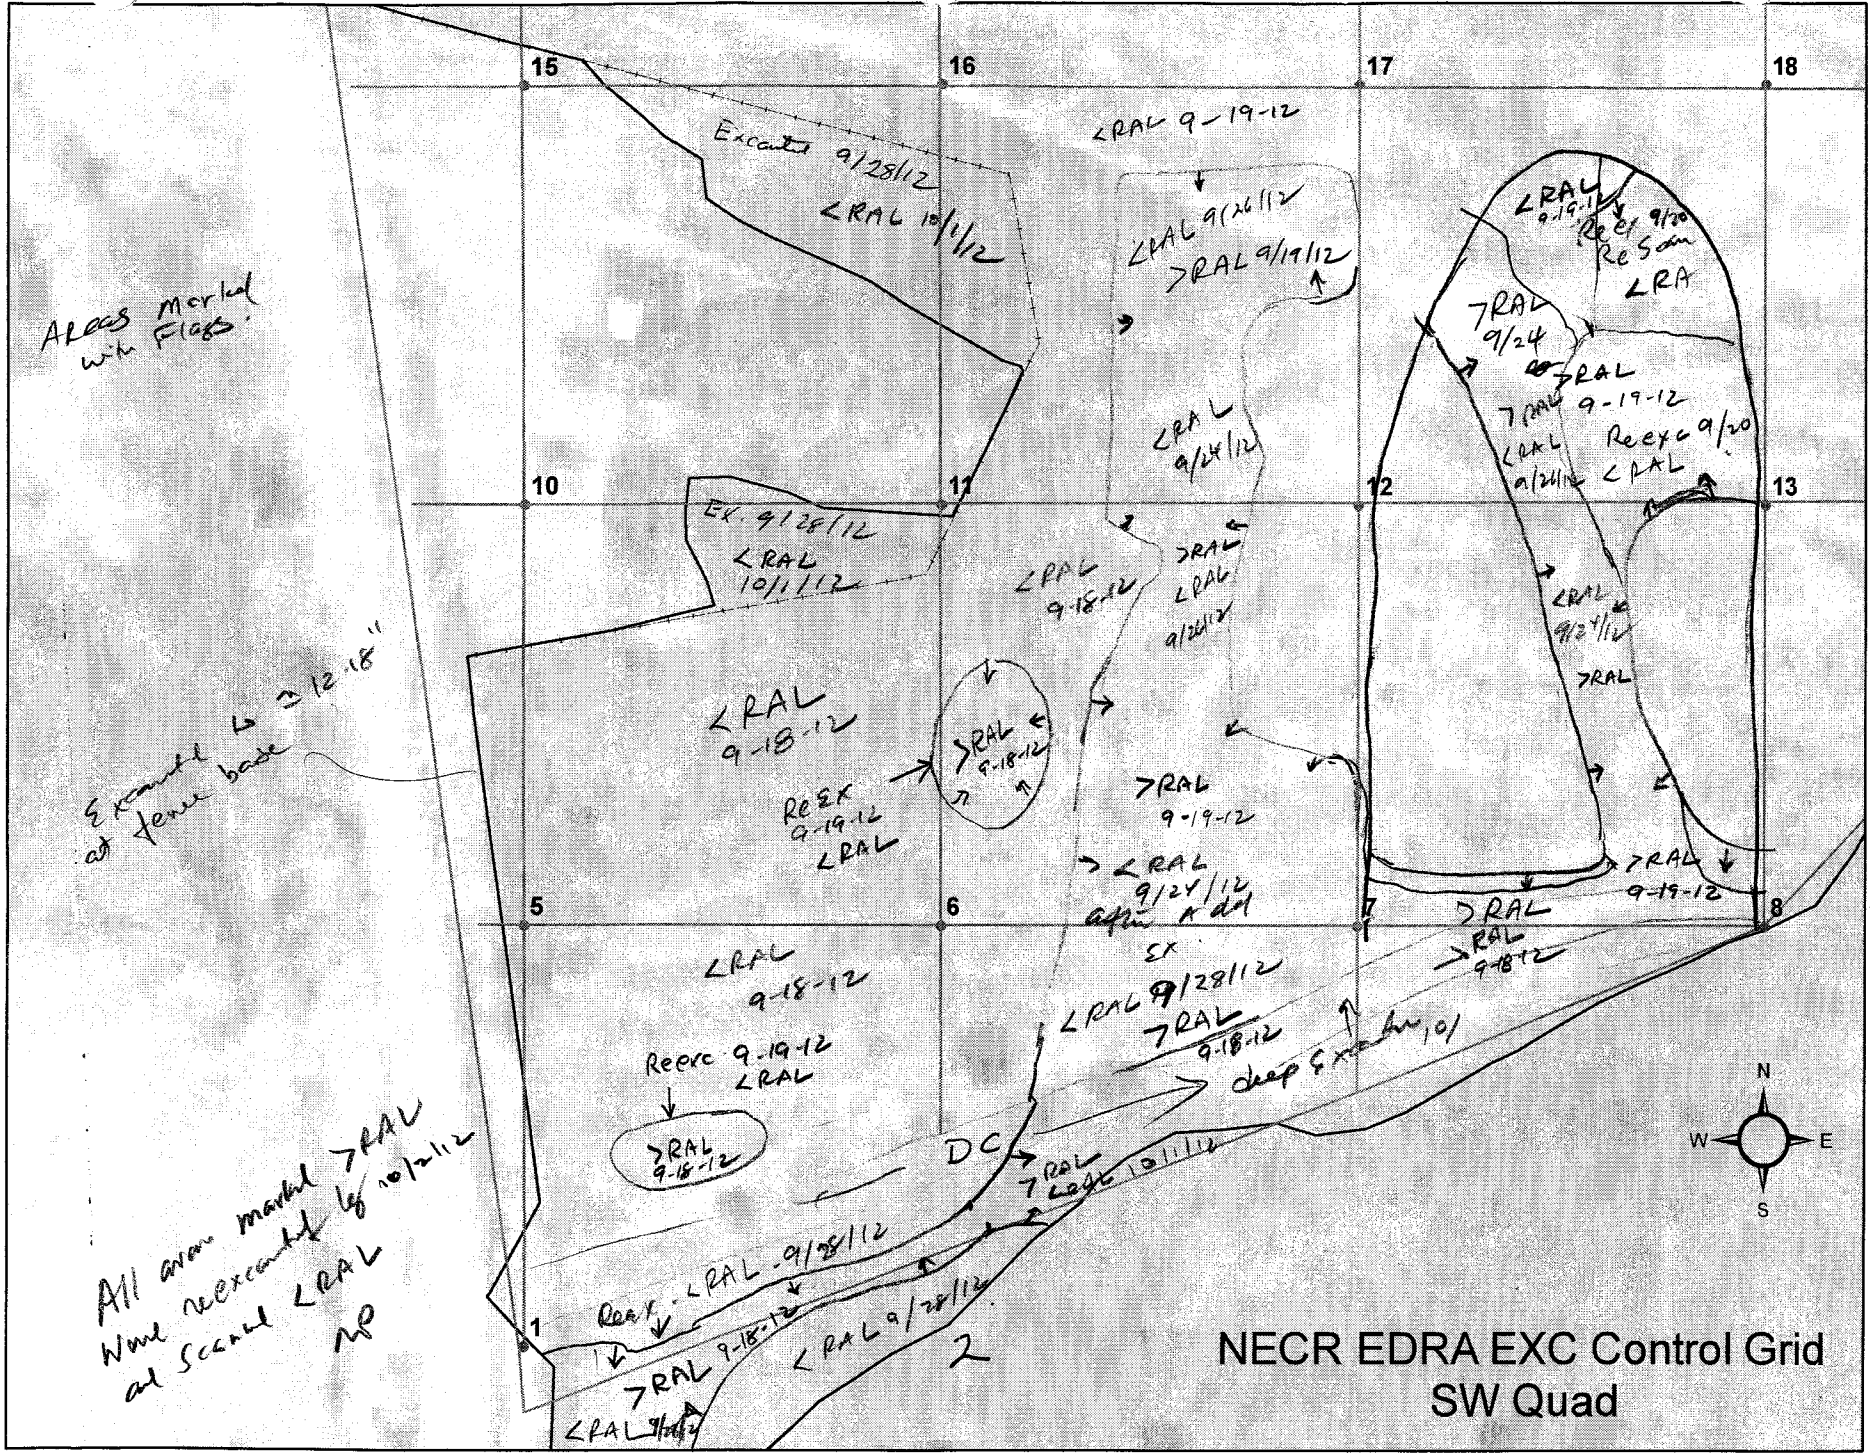 15
16
17
18
<RAL 9-19-12
9/28/12
<RAL 10/1/12
<RAL 9/26/12
>RAL 9/19/12
<RAL
9-19-12
9/20
<RA
Areas Marked
with Flags.
>RAL
9/24
>RAL
9-19-12
Reexc 9/20
<RAL
>RAL
<RAL
9/26/12
<RAL
9/24/12
10
11
12
13
Ex. 9/28/12
<RAL
10/1/12
<RAL
9-18-12
>RAL
<RAL
9/26/12
<RAL
9/24/12
>RAL
12-18"
at fence base
<RAL
9-18-12
>RAL
9-18-12
ReEx
9-19-12
<RAL
>RAL
9-19-12
<RAL
9/24/12
after Add
Ex
>RAL
9-19-12
5
6
7
8
>RAL
>RAL
9-18-12
<RAL
9-18-12
<RAL 9/28/12
>RAL
9-18-12
deep
Reexc 9-19-12
<RAL
>RAL
9-18-12
DC
>RAL
<RAL 10/1/12
N
W
E
S
All areas marked >RAL
were reexcavated by 10/2/12
and scanned <RAL
Reex. <RAL 9/28/12
1
>RAL 9-18-12
<RAL 9/28/12
2
<RAL
NECR EDRA EXC Control Grid
SW Quad